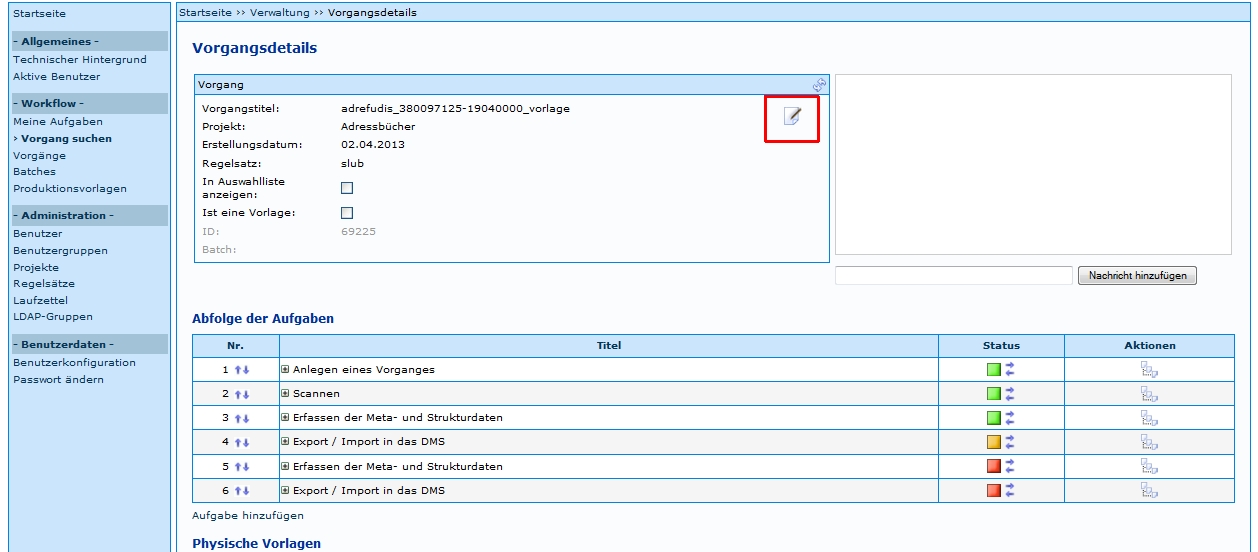 Startseite
- Allgemeines -
Technischer Hintergrund
Aktive Benutzer
- Workflow -
Meine Aufgaben
› Vorgang suchen
Vorgänge
Batches
Produktionsvorlagen
- Administration -
Benutzer
Benutzergruppen
Projekte
Regelsätze
Laufzettel
LDAP-Gruppen
- Benutzerdaten -
Benutzerkonfiguration
Passwort ändern
Startseite ›› Verwaltung ›› Vorgangsdetails
Vorgangsdetails
Vorgang
Vorgangstitel: adrefudis_380097125-19040000_vorlage
Projekt: Adressbücher
Erstellungsdatum: 02.04.2013
Regelsatz: slub
In Auswahlliste
anzeigen:
Ist eine Vorlage:
ID: 69225
Batch:
Nachricht hinzufügen
Abfolge der Aufgaben
Nr. Titel Status Aktionen
1 Anlegen eines Vorganges
2 Scannen
3 Erfassen der Meta- und Strukturdaten
4 Export / Import in das DMS
5 Erfassen der Meta- und Strukturdaten
6 Export / Import in das DMS
Aufgabe hinzufügen
Physische Vorlagen